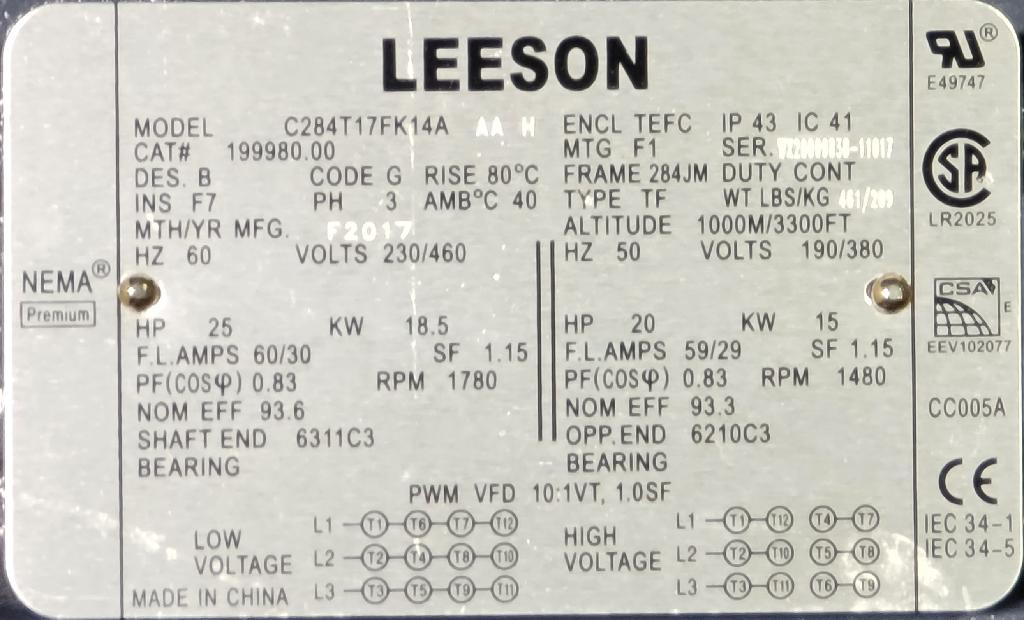 LEESON
MODEL C284T17FK14A AA H ENCL TEFC IP 43 IC 41
CAT# 199980.00 MTG F1 SER.
DES. B CODE G RISE 80°C FRAME 284JM DUTY CONT
INS F7 PH 3 AMB°C 40 TYPE TF WT LBS/KG 461/209
MTH/YR MFG. F2017 ALTITUDE 1000M/3300FT
HZ 60 VOLTS 230/460 HZ 50 VOLTS 190/380
NEMA®
Premium
HP 25 KW 18.5 HP 20 KW 15
F.L.AMPS 60/30 SF 1.15 F.L.AMPS 59/29 SF 1.15
PF(COSφ) 0.83 RPM 1780 PF(COSφ) 0.83 RPM 1480
NOM EFF 93.6 NOM EFF 93.3
SHAFT END 6311C3 OPP.END 6210C3
BEARING BEARING
PWM VFD 10:1VT, 1.0SF
LOW VOLTAGE
L1 T1 T6 T7 T12
L2 T2 T4 T8 T10
L3 T3 T5 T9 T11
HIGH VOLTAGE
L1 T1 T12 T4 T7
L2 T2 T10 T5 T8
L3 T3 T11 T6 T9
MADE IN CHINA
RU®
E49747
SA
LR2025
CSA
E
EEV102077
CC005A
CE
IEC 34-1
IEC 34-5